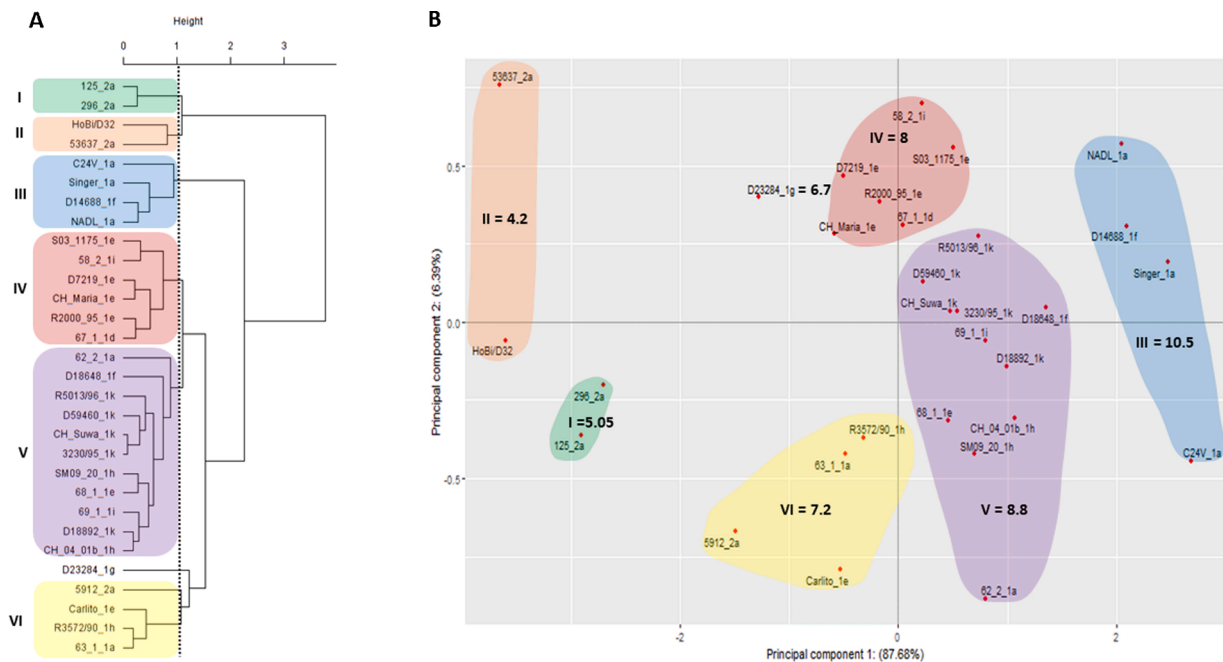 A
Height
0 1 2 3
I
125_2a
296_2a
II
HoBi/D32
53637_2a
III
C24V_1a
Singer_1a
D14688_1f
NADL_1a
IV
S03_1175_1e
58_2_1i
D7219_1e
CH_Maria_1e
R2000_95_1e
67_1_1d
V
62_2_1a
D18648_1f
R5013/96_1k
D59460_1k
CH_Suwa_1k
3230/95_1k
SM09_20_1h
68_1_1e
69_1_1i
D18892_1k
CH_04_01b_1h
D23284_1g
VI
5912_2a
Carlito_1e
R3572/90_1h
63_1_1a
B
Principal component 2: (6.39%)
0.5
0.0
-0.5
53637_2a
II = 4.2
HoBi/D32
296_2a
I =5.05
125_2a
58_2_1i
IV = 8
S03_1175_1e
D7219_1e
D23284_1g = 6.7
R2000_95_1e
67_1_1d
CH_Maria_1e
R5013/96_1k
D59460_1k
CH_Suwa_1k
3230/95_1k
D18648_1f
69_1_1i
D18892_1k
68_1_1e
CH_04_01b_1h
SM09_20_1h
V = 8.8
62_2_1a
R3572/90_1h
63_1_1a
VI = 7.2
5912_2a
Carlito_1e
NADL_1a
D14688_1f
Singer_1a
III = 10.5
C24V_1a
-2 0 2
Principal component 1: (87.68%)